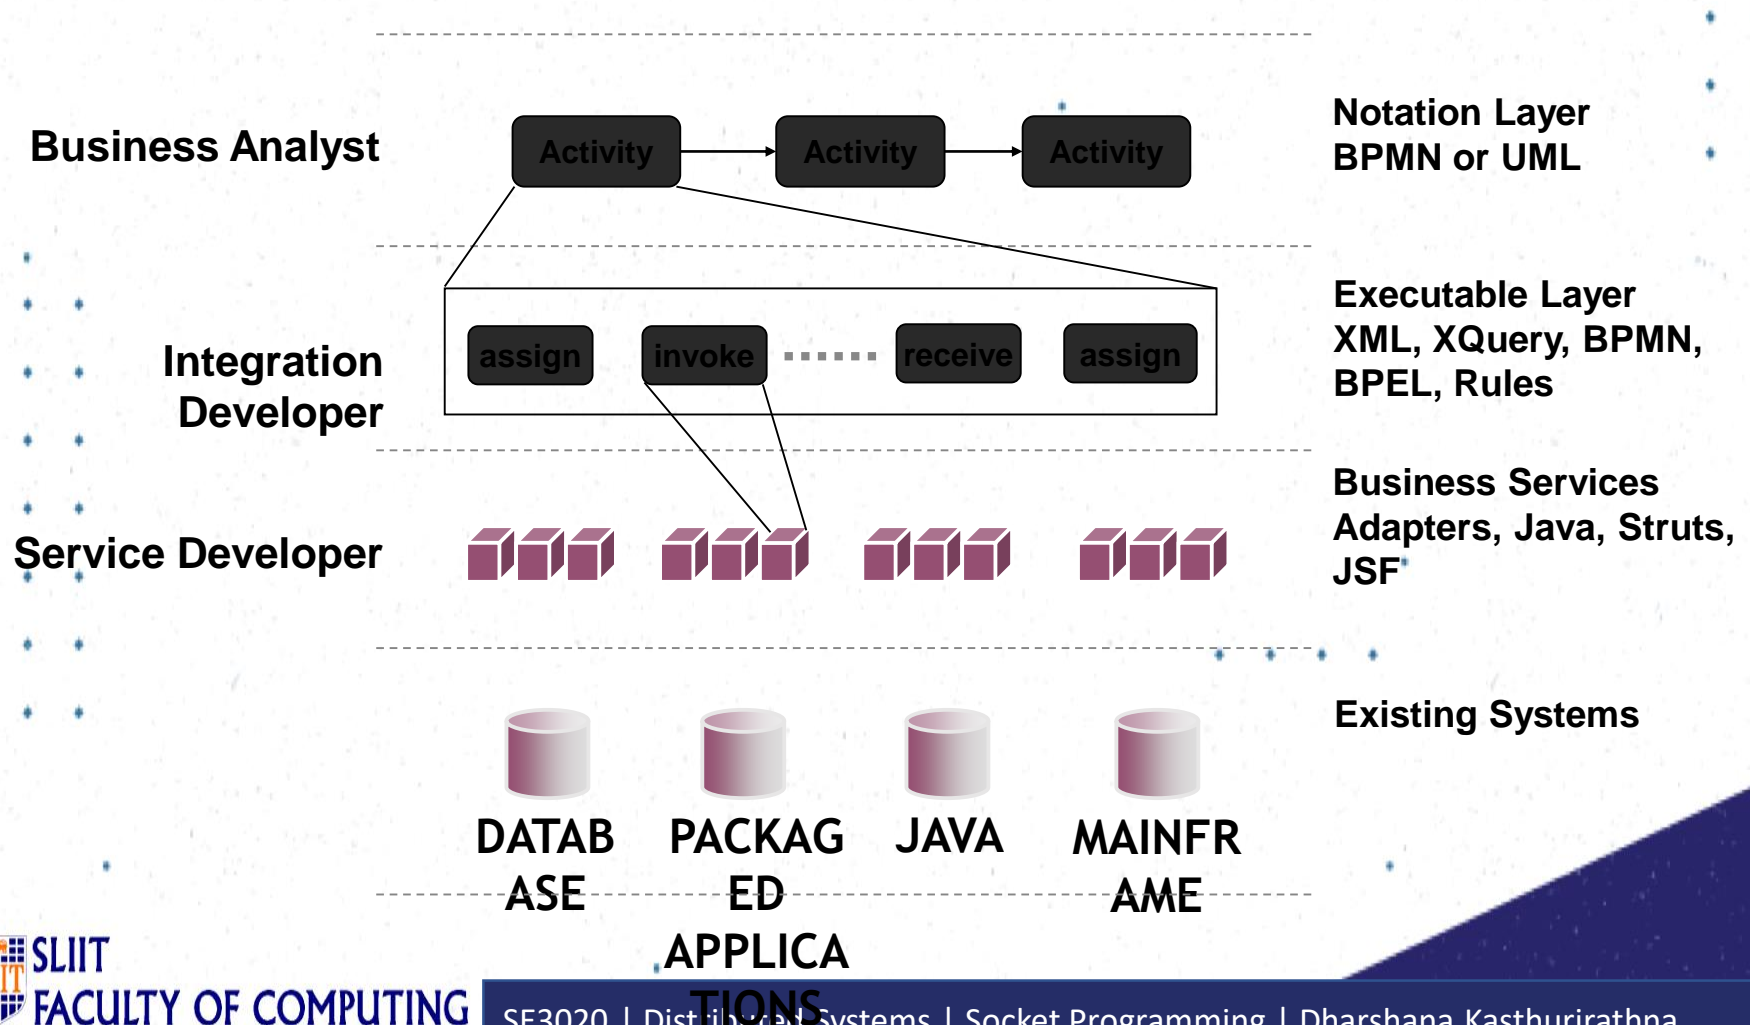 Business Analyst
Activity
Activity
Activity
Notation Layer
BPMN or UML
Integration
Developer
assign
invoke
receive
assign
Executable Layer
XML, XQuery, BPMN,
BPEL, Rules
Service Developer
Business Services
Adapters, Java, Struts,
JSF
Existing Systems
DATAB
ASE
PACKAG
ED
APPLICA
TIONS
JAVA
MAINFR
AME
SLIIT
FACULTY OF COMPUTING
SE3020 | Distributed Systems | Socket Programming | Dharshana Kasthurirathna